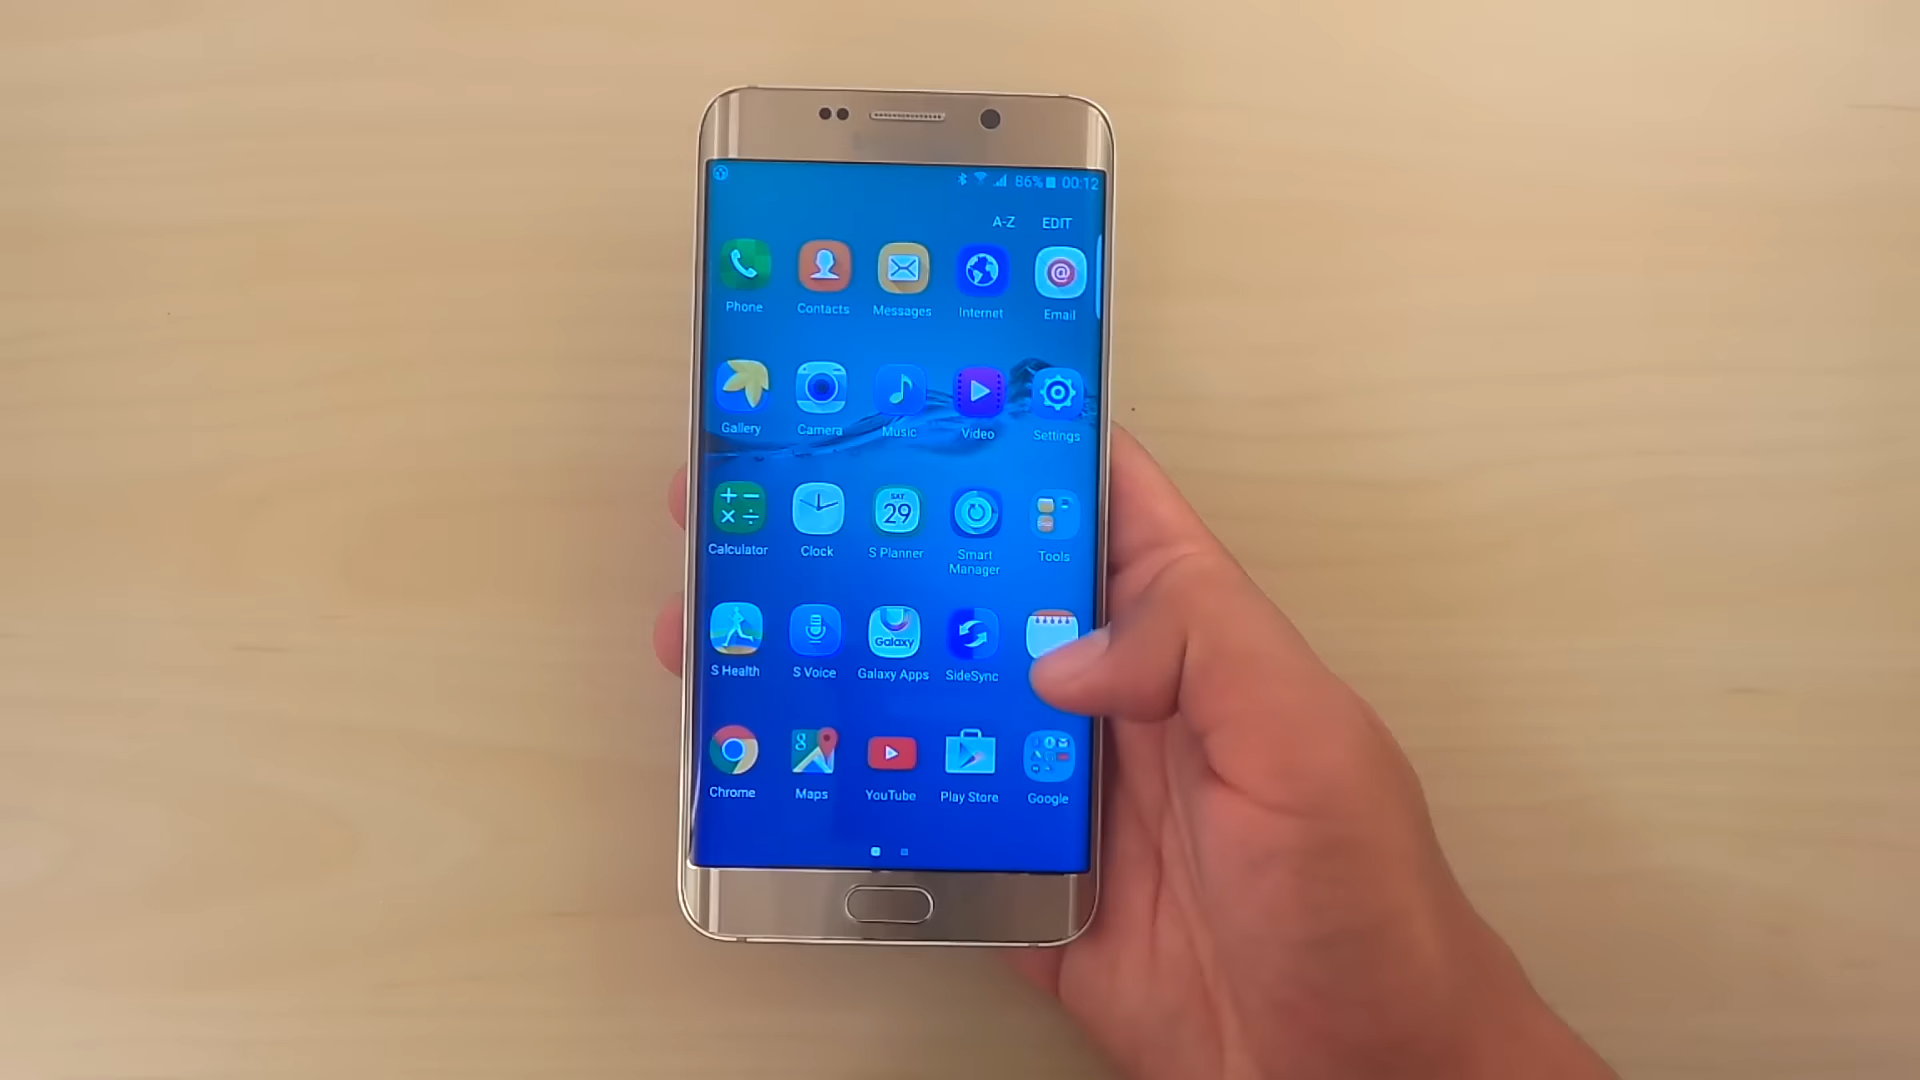 86% 00:12
A-Z EDIT
Phone Contacts Messages Internet Email
Gallery Camera Music Video Settings
SAT
29
Calculator Clock S Planner Smart Manager Tools
Galaxy
S Health S Voice Galaxy Apps SideSync
Chrome Maps YouTube Play Store Google